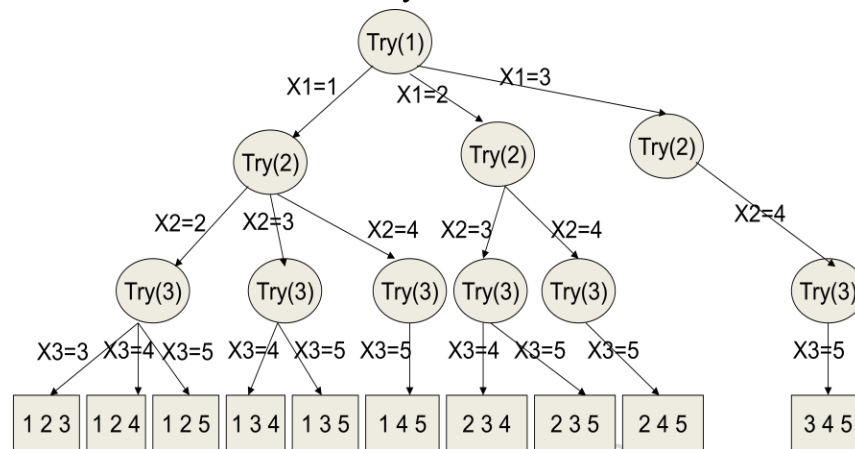 Try(1)
X1=1
X1=2
X1=3
Try(2)
Try(2)
Try(2)
X2=2
X2=3
X2=4
X2=3
X2=4
X2=4
Try(3)
Try(3)
Try(3)
Try(3)
Try(3)
Try(3)
X3=3
X3=4
X3=5
X3=4
X3=5
X3=5
X3=4
X3=5
X3=5
X3=5
1 2 3
1 2 4
1 2 5
1 3 4
1 3 5
1 4 5
2 3 4
2 3 5
2 4 5
3 4 5